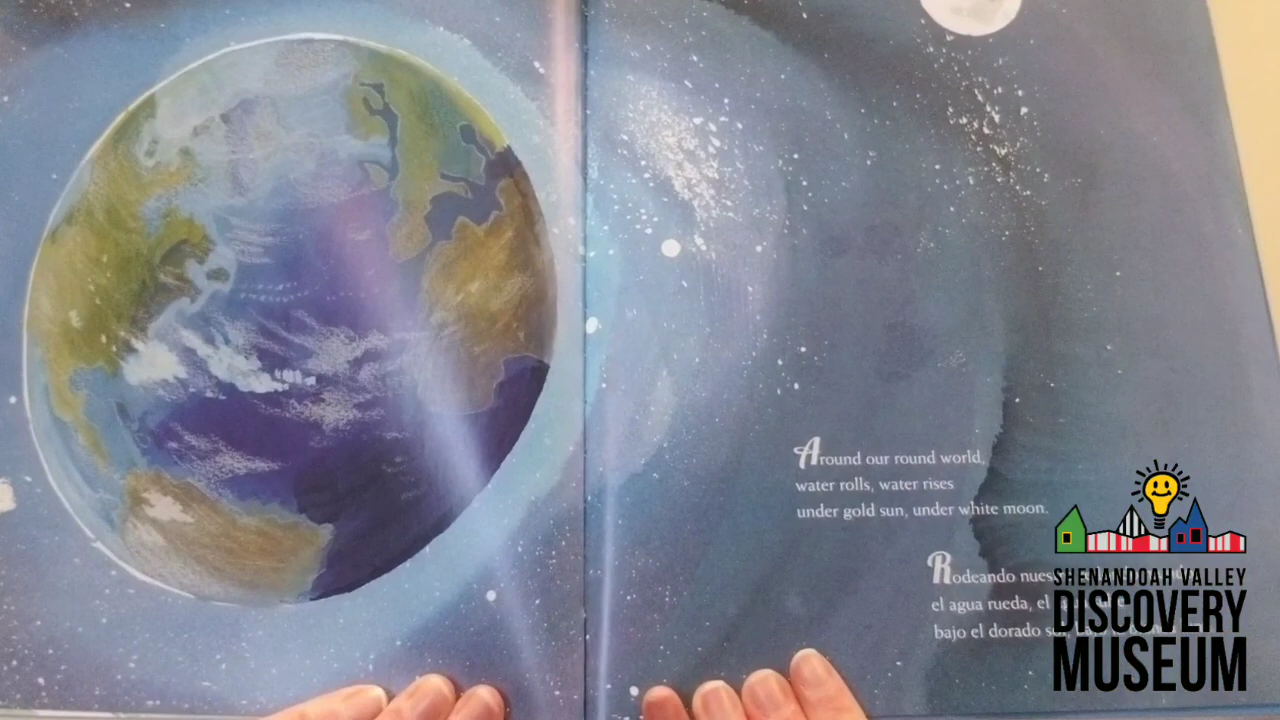 Around our round world,
water rolls, water rises
under gold sun, under white moon.
Rodeando
el agua rueda, el
bajo el dorado
SHENANDOAH VALLEY
DISCOVERY
MUSEUM